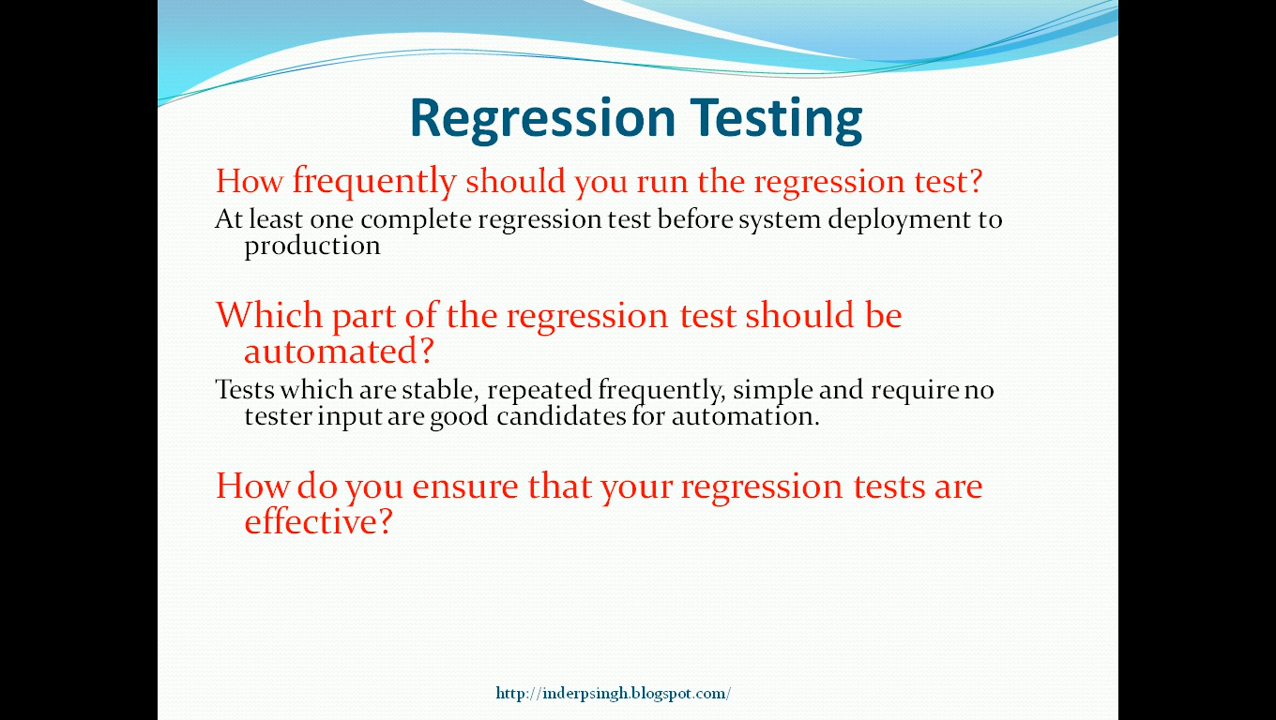 Regression Testing
How frequently should you run the regression test?
At least one complete regression test before system deployment to
production
Which part of the regression test should be
automated?
Tests which are stable, repeated frequently, simple and require no
tester input are good candidates for automation.
How do you ensure that your regression tests are
effective?
http://inderpsingh.blogspot.com/